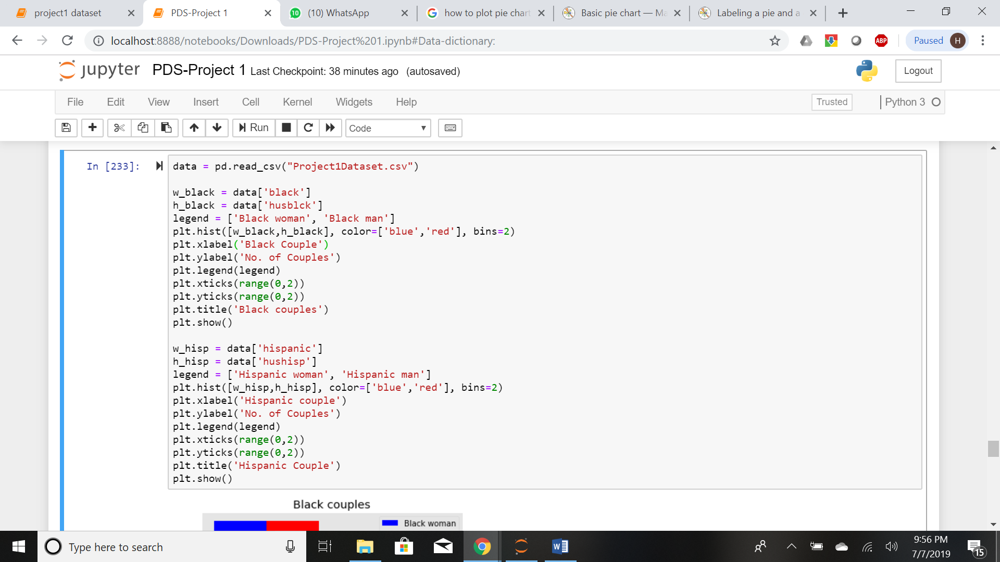 project1 dataset
PDS-Project 1
(10) WhatsApp
how to plot pie chart
Basic pie chart — Ma
Labeling a pie and a
localhost:8888/notebooks/Downloads/PDS-Project%201.ipynb#Data-dictionary:
ABP
Paused
H
jupyter
PDS-Project 1
Last Checkpoint: 38 minutes ago
(autosaved)
Logout
File
Edit
View
Insert
Cell
Kernel
Widgets
Help
Trusted
Python 3
Run
Code
In [233]:
data = pd.read_csv("Project1Dataset.csv")
w_black = data['black']
h_black = data['husblck']
legend = ['Black woman', 'Black man']
plt.hist([w_black,h_black], color=['blue','red'], bins=2)
plt.xlabel('Black Couple')
plt.ylabel('No. of Couples')
plt.legend(legend)
plt.xticks(range(0,2))
plt.yticks(range(0,2))
plt.title('Black couples')
plt.show()
w_hisp = data['hispanic']
h_hisp = data['hushisp']
legend = ['Hispanic woman', 'Hispanic man']
plt.hist([w_hisp,h_hisp], color=['blue','red'], bins=2)
plt.xlabel('Hispanic couple')
plt.ylabel('No. of Couples')
plt.legend(legend)
plt.xticks(range(0,2))
plt.yticks(range(0,2))
plt.title('Hispanic Couple')
plt.show()
Black couples
Black woman
Type here to search
9:56 PM
7/7/2019
15